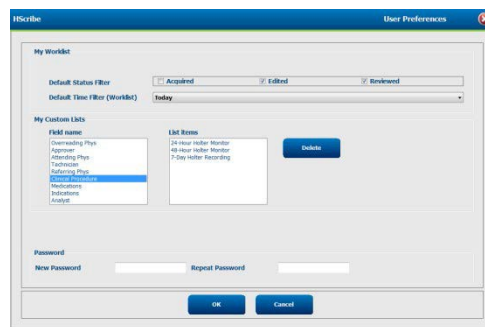 HScribe User Preferences
My Worklist
Default Status Filter Acquired Edited Reviewed
Default Time Filter (Worklist) Today
My Custom Lists
Field name List items
Overreading Phys 24-Hour Holter Monitor
Approver 48-Hour Holter Monitor
Attending Phys 7-Day Holter Recording
Technician
Referring Phys
Clinical Procedure
Medications
Indications
Analyst
Delete
Password
New Password Repeat Password
OK Cancel